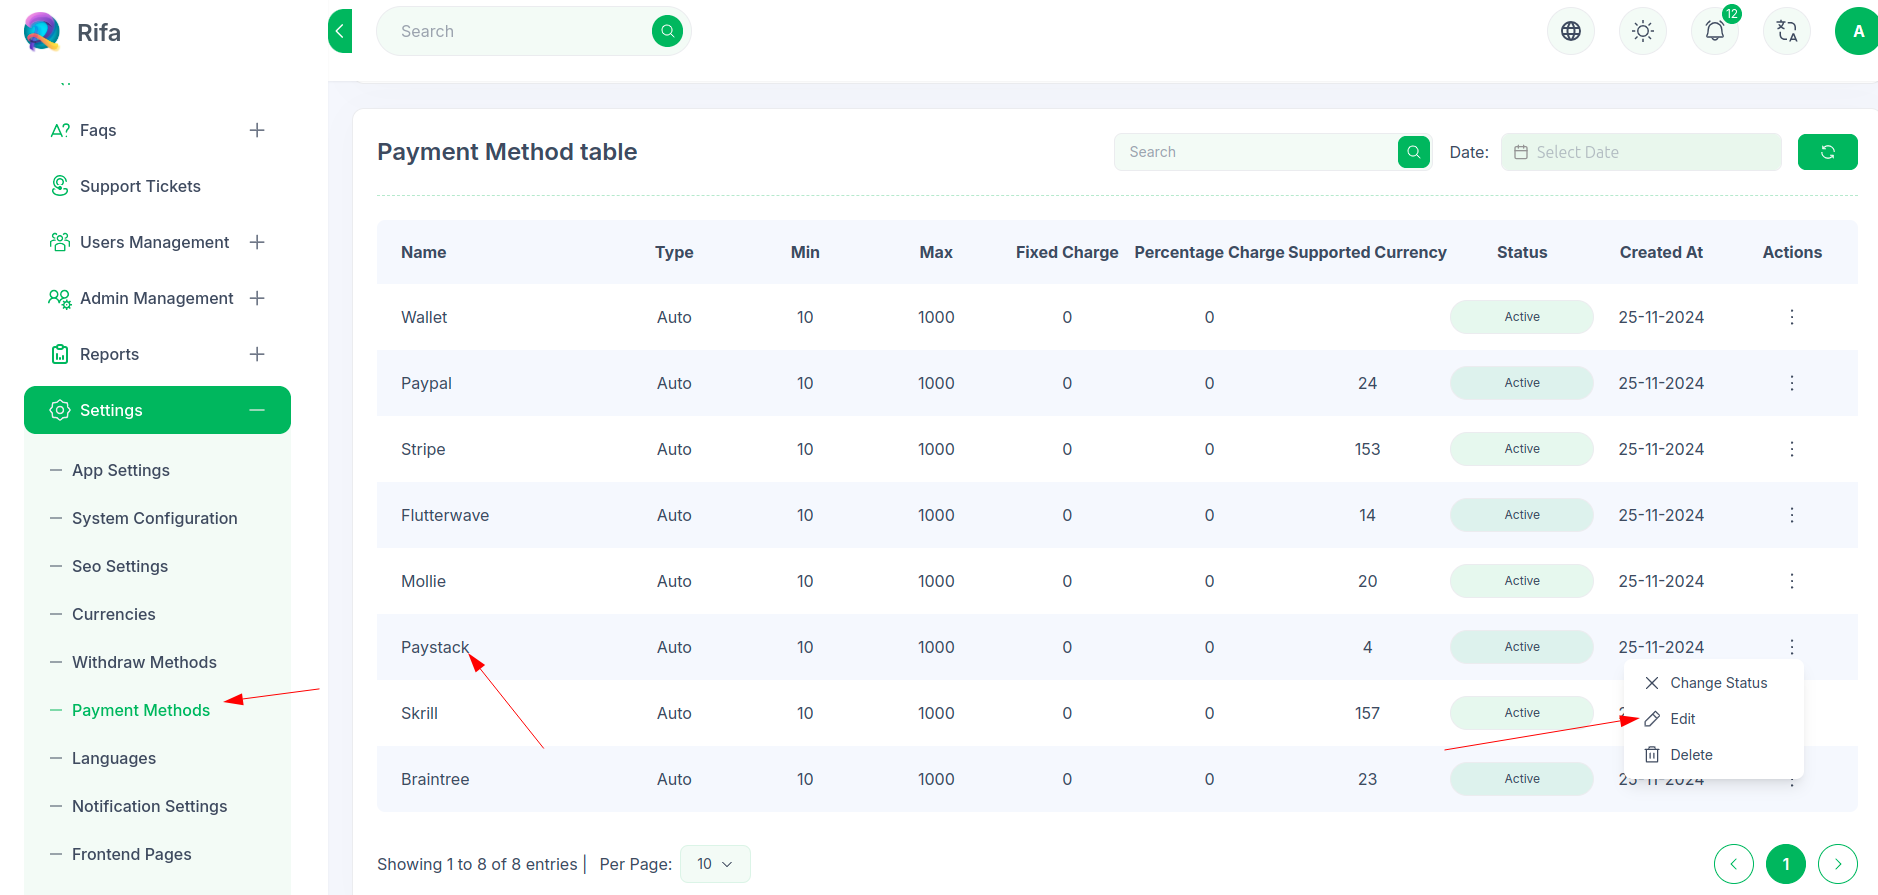 Rifa
Search
12
A
Faqs
Support Tickets
Users Management
Admin Management
Reports
Settings
App Settings
System Configuration
Seo Settings
Currencies
Withdraw Methods
Payment Methods
Languages
Notification Settings
Frontend Pages
Payment Method table
Search
Date: Select Date
Name Type Min Max Fixed Charge Percentage Charge Supported Currency Status Created At Actions
Wallet Auto 10 1000 0 0 Active 25-11-2024
Paypal Auto 10 1000 0 0 24 Active 25-11-2024
Stripe Auto 10 1000 0 0 153 Active 25-11-2024
Flutterwave Auto 10 1000 0 0 14 Active 25-11-2024
Mollie Auto 10 1000 0 0 20 Active 25-11-2024
Paystack Auto 10 1000 0 0 4 Active 25-11-2024
Skrill Auto 10 1000 0 0 157 Active
Braintree Auto 10 1000 0 0 23 Active 25-11-2024
Change Status
Edit
Delete
Showing 1 to 8 of 8 entries | Per Page: 10
1